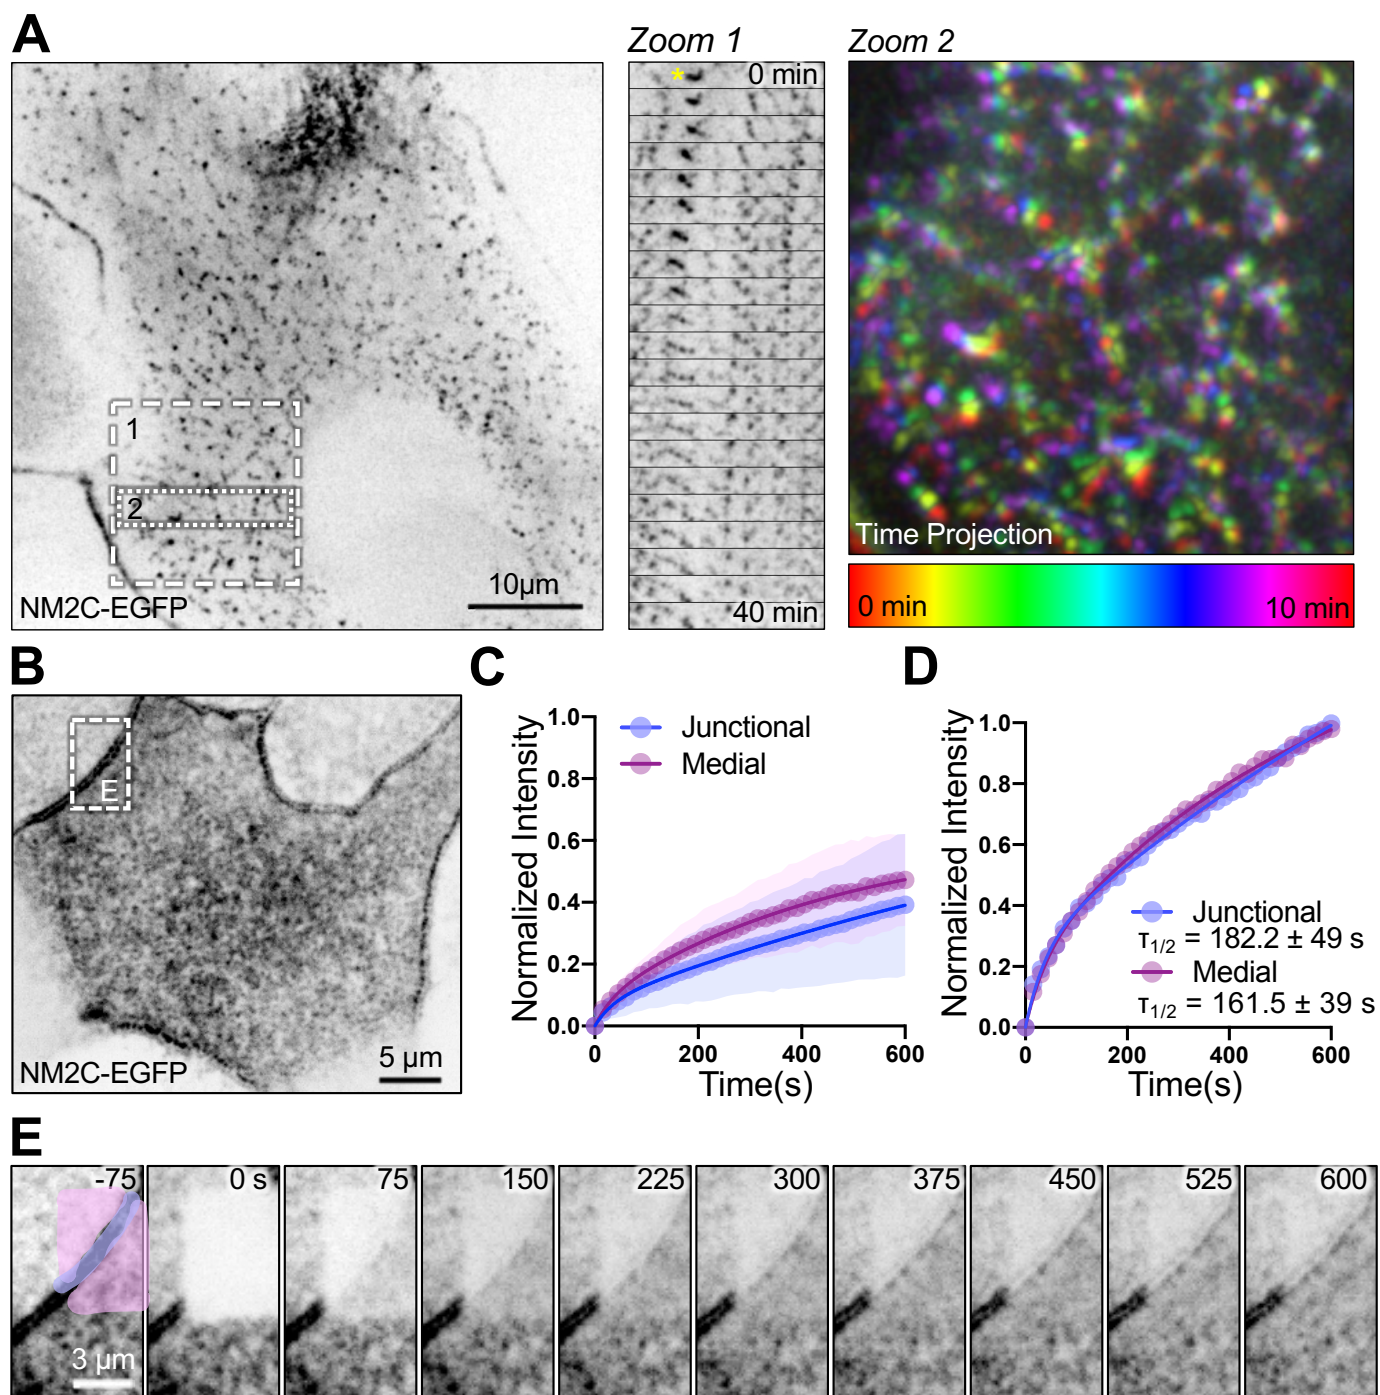 A
Zoom 1
Zoom 2
*
0 min
1
2
10μm
NM2C-EGFP
40 min
Time Projection
0 min
10 min
B
E
5 μm
NM2C-EGFP
C
Normalized Intensity
1.0
0.8
0.6
0.4
0.2
0.0
Junctional
Medial
0 200 400 600
Time(s)
D
Normalized Intensity
1.0
0.8
0.6
0.4
0.2
0.0
Junctional
τ1/2 = 182.2 ± 49 s
Medial
τ1/2 = 161.5 ± 39 s
0 200 400 600
Time(s)
E
-75 0 s 75 150 225 300 375 450 525 600
3 μm